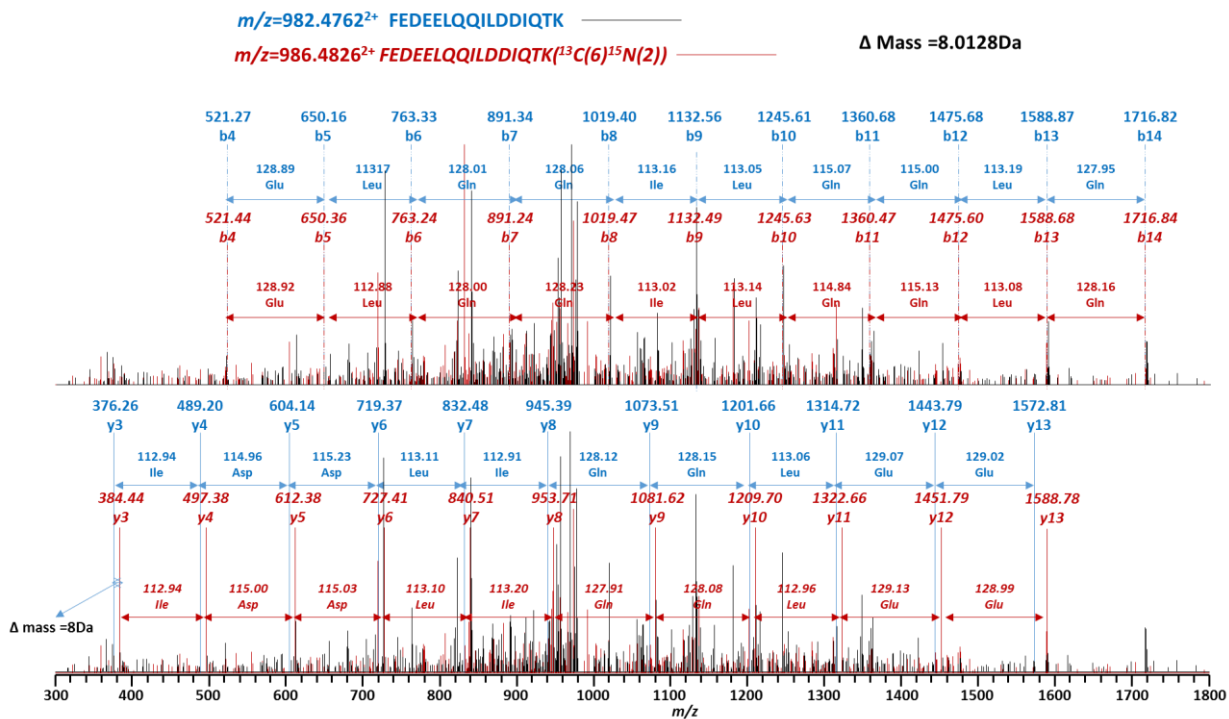 m/z=982.4762²⁺ FEDEELQQILDDIQTK
m/z=986.4826²⁺ FEDEELQQILDDIQTK(¹³C(6)¹⁵N(2))
Δ Mass =8.0128Da
521.27 650.16 763.33 891.34 1019.40 1132.56 1245.61 1360.68 1475.68 1588.87 1716.82
b4 b5 b6 b7 b8 b9 b10 b11 b12 b13 b14
128.89 11317 128.01 128.06 113.16 113.05 115.07 115.00 113.19 127.95
Glu Leu Gln Gln Ile Leu Gln Gln Leu Gln
521.44 650.36 763.24 891.24 1019.47 1132.49 1245.63 1360.47 1475.60 1588.68 1716.84
b4 b5 b6 b7 b8 b9 b10 b11 b12 b13 b14
128.92 112.88 128.00 128.23 113.02 113.14 114.84 115.13 113.08 128.16
Glu Leu Gln Gln Ile Leu Gln Gln Leu Gln
376.26 489.20 604.14 719.37 832.48 945.39 1073.51 1201.66 1314.72 1443.79 1572.81
y3 y4 y5 y6 y7 y8 y9 y10 y11 y12 y13
112.94 114.96 115.23 113.11 112.91 128.12 128.15 113.06 129.07 129.02
Ile Asp Asp Leu Ile Gln Gln Leu Glu Glu
384.44 497.38 612.38 727.41 840.51 953.71 1081.62 1209.70 1322.66 1451.79 1588.78
y3 y4 y5 y6 y7 y8 y9 y10 y11 y12 y13
112.94 115.00 115.03 113.10 113.20 127.91 128.08 112.96 129.13 128.99
Ile Asp Asp Leu Ile Gln Gln Leu Glu Glu
Δ mass =8Da
300 400 500 600 700 800 900 1000 1100 1200 1300 1400 1500 1600 1700 1800
m/z